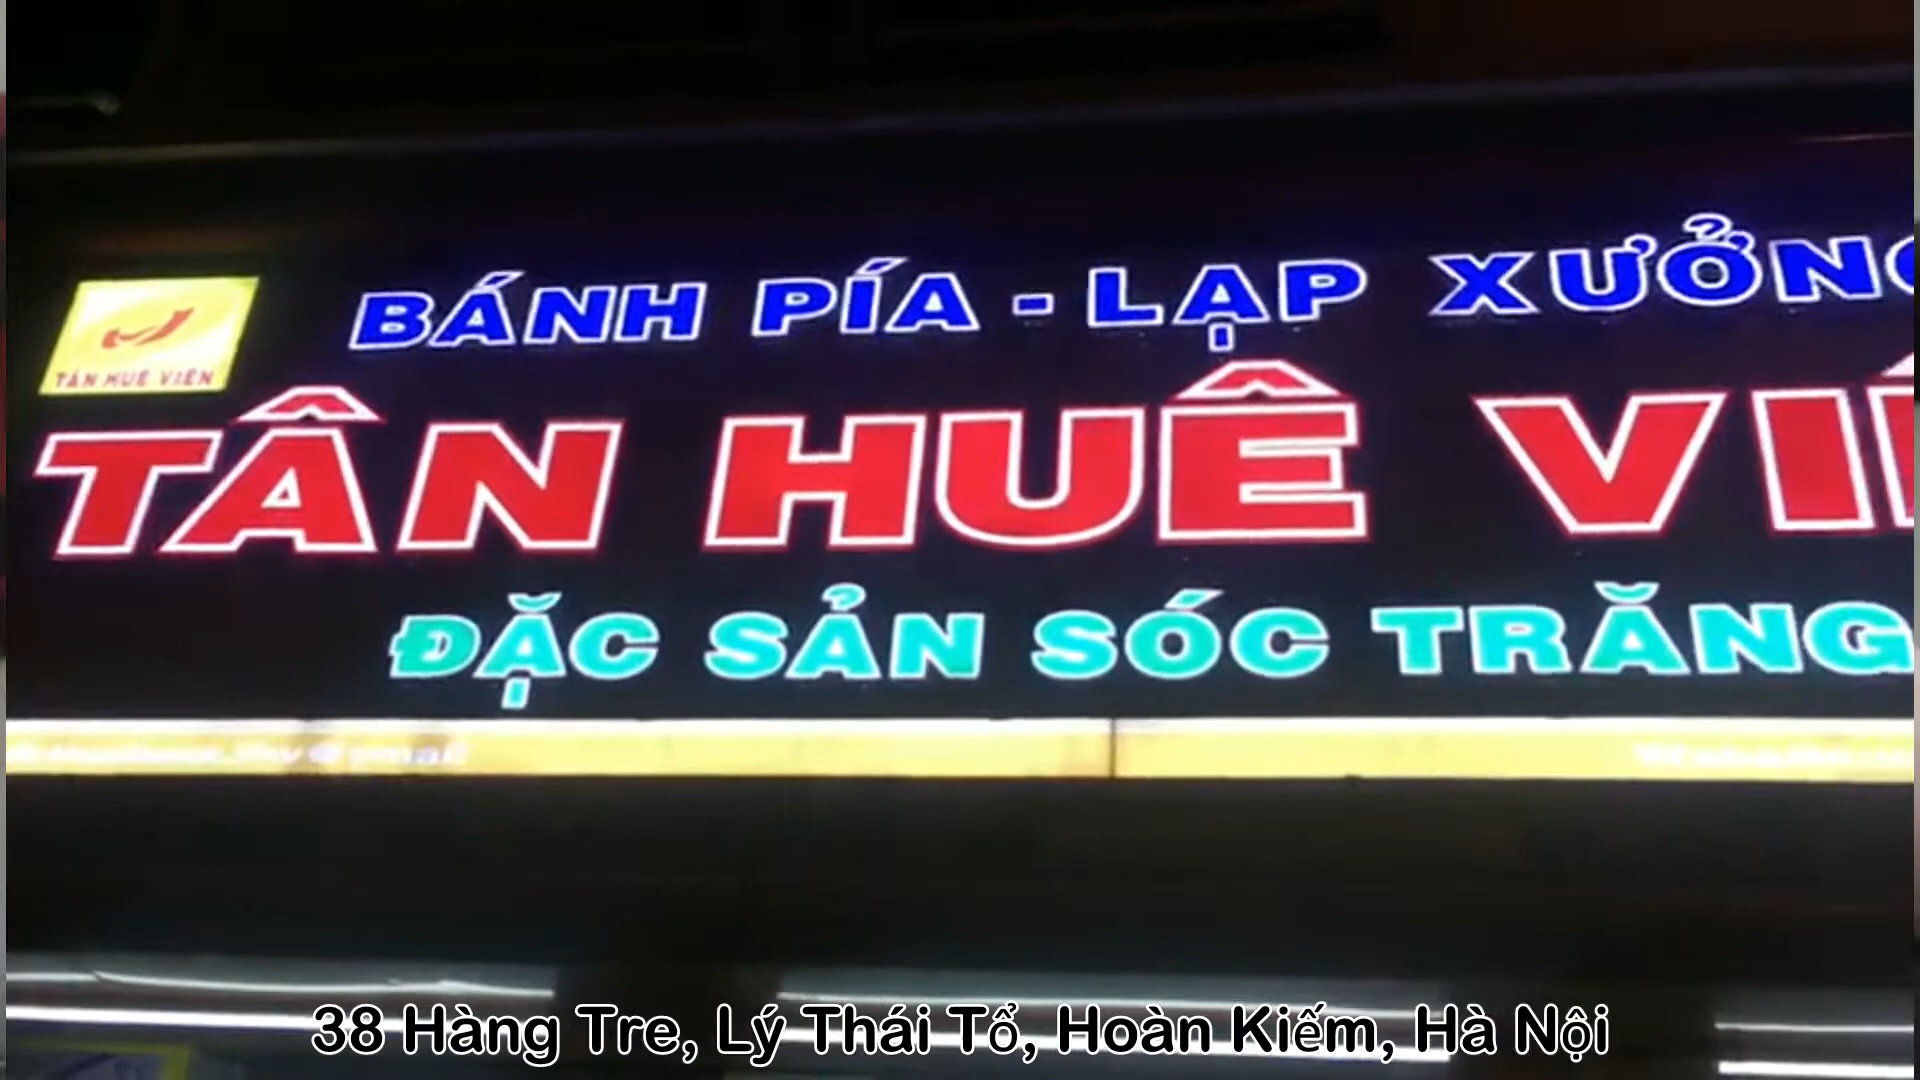 BÁNH PÍA - LẠP XƯỞNG
TÂN HUÊ VIÊN
TÂN HUÊ VIÊN
ĐẶC SẢN SÓC TRĂNG
38 Hàng Tre, Lý Thái Tổ, Hoàn Kiếm, Hà Nội